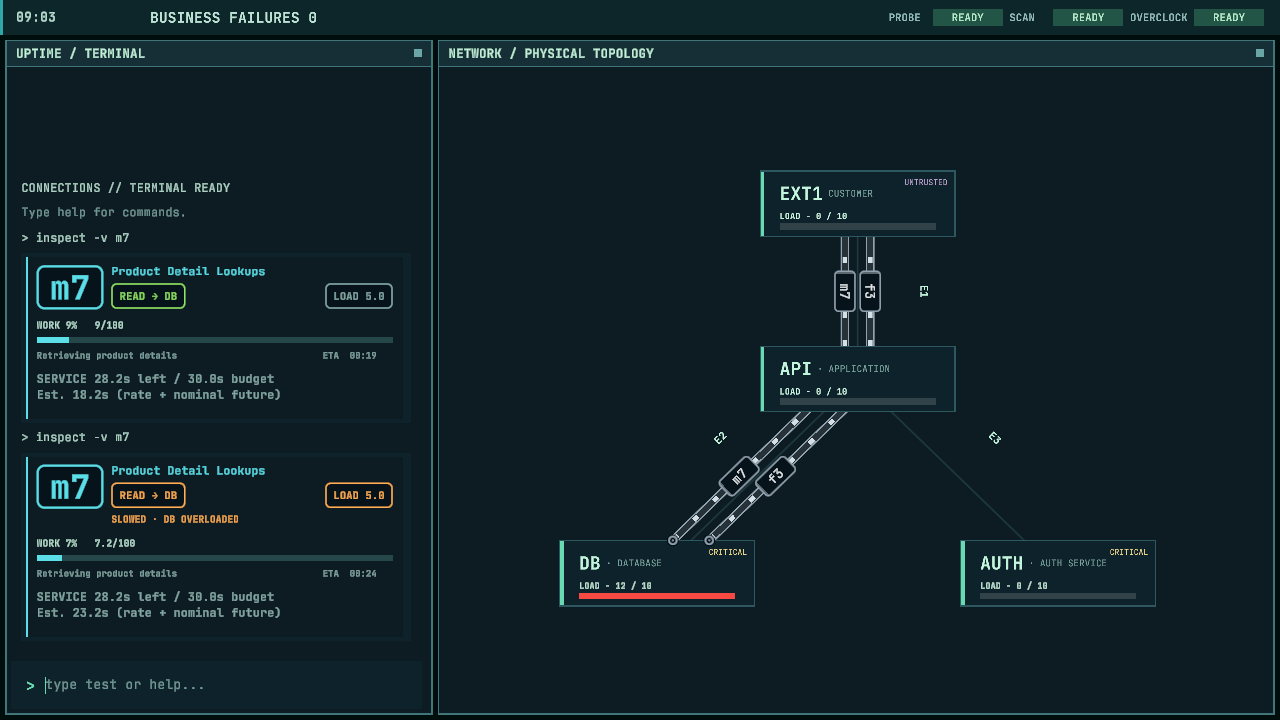 09:03 BUSINESS FAILURES 0 PROBE READY SCAN READY OVERCLOCK READY
UPTIME / TERMINAL
CONNECTIONS // TERMINAL READY
Type help for commands.
> inspect -v m7
m7 Product Detail Lookups
READ → DB LOAD 5.0
WORK 9% 9/100
Retrieving product details ETA 00:19
SERVICE 28.2s left / 30.0s budget
Est. 18.2s (rate + nominal future)
> inspect -v m7
m7 Product Detail Lookups
READ → DB LOAD 5.0
SLOWED · DB OVERLOADED
WORK 7% 7.2/100
Retrieving product details ETA 00:24
SERVICE 28.2s left / 30.0s budget
Est. 23.2s (rate + nominal future)
> type test or help...
NETWORK / PHYSICAL TOPOLOGY
UNTRUSTED
EXT1 CUSTOMER
LOAD - 0 / 10
m7 f3 E1
API · APPLICATION
LOAD - 0 / 10
E2 E3
m7 f3
CRITICAL
DB · DATABASE
LOAD - 12 / 10
CRITICAL
AUTH · AUTH SERVICE
LOAD - 0 / 10